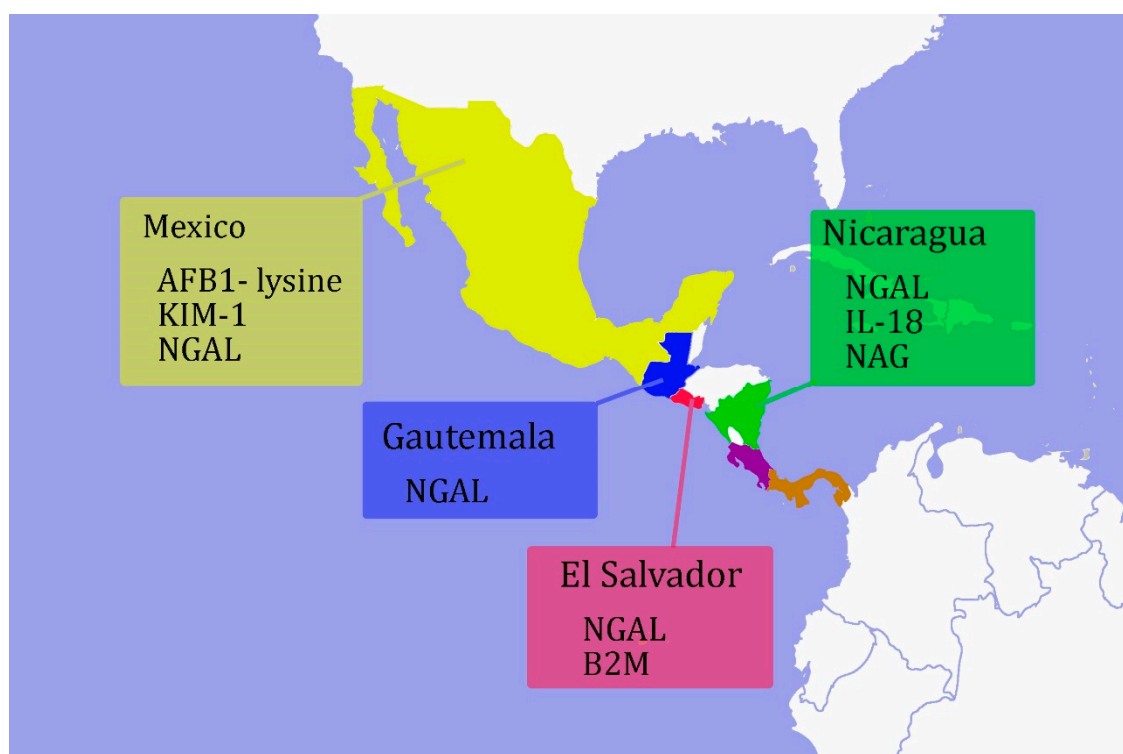 Mexico
AFB1- lysine
KIM-1
NGAL
Nicaragua
NGAL
IL-18
NAG
Gautemala
NGAL
El Salvador
NGAL
B2M